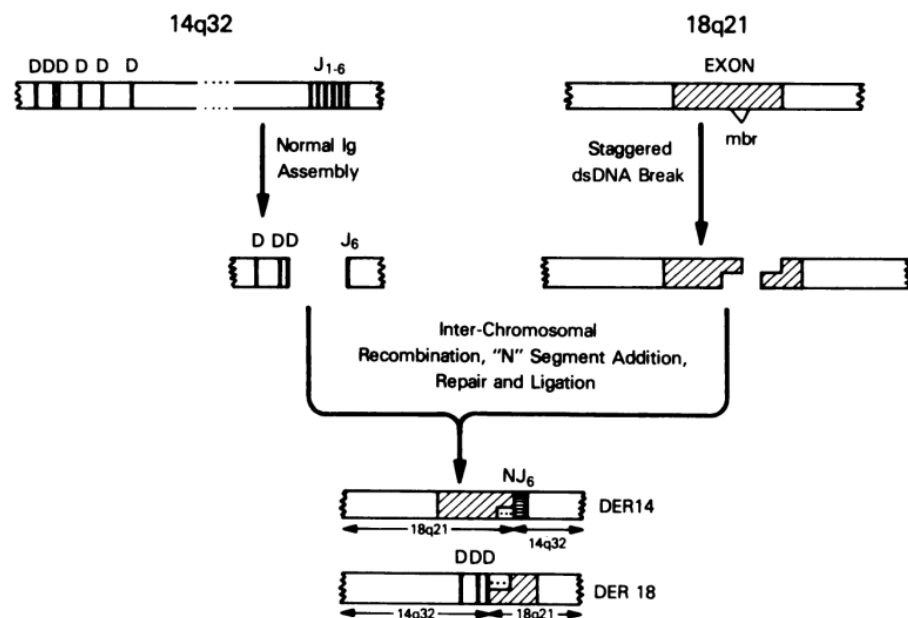 14q32
18q21
DDD D D D
J1-6
EXON
mbr
Normal Ig
Assembly
Staggered
dsDNA Break
D DD
J6
Inter-Chromosomal
Recombination, "N" Segment Addition,
Repair and Ligation
NJ6
DER14
18q21
14q32
DDD
DER 18
14q32
18q21